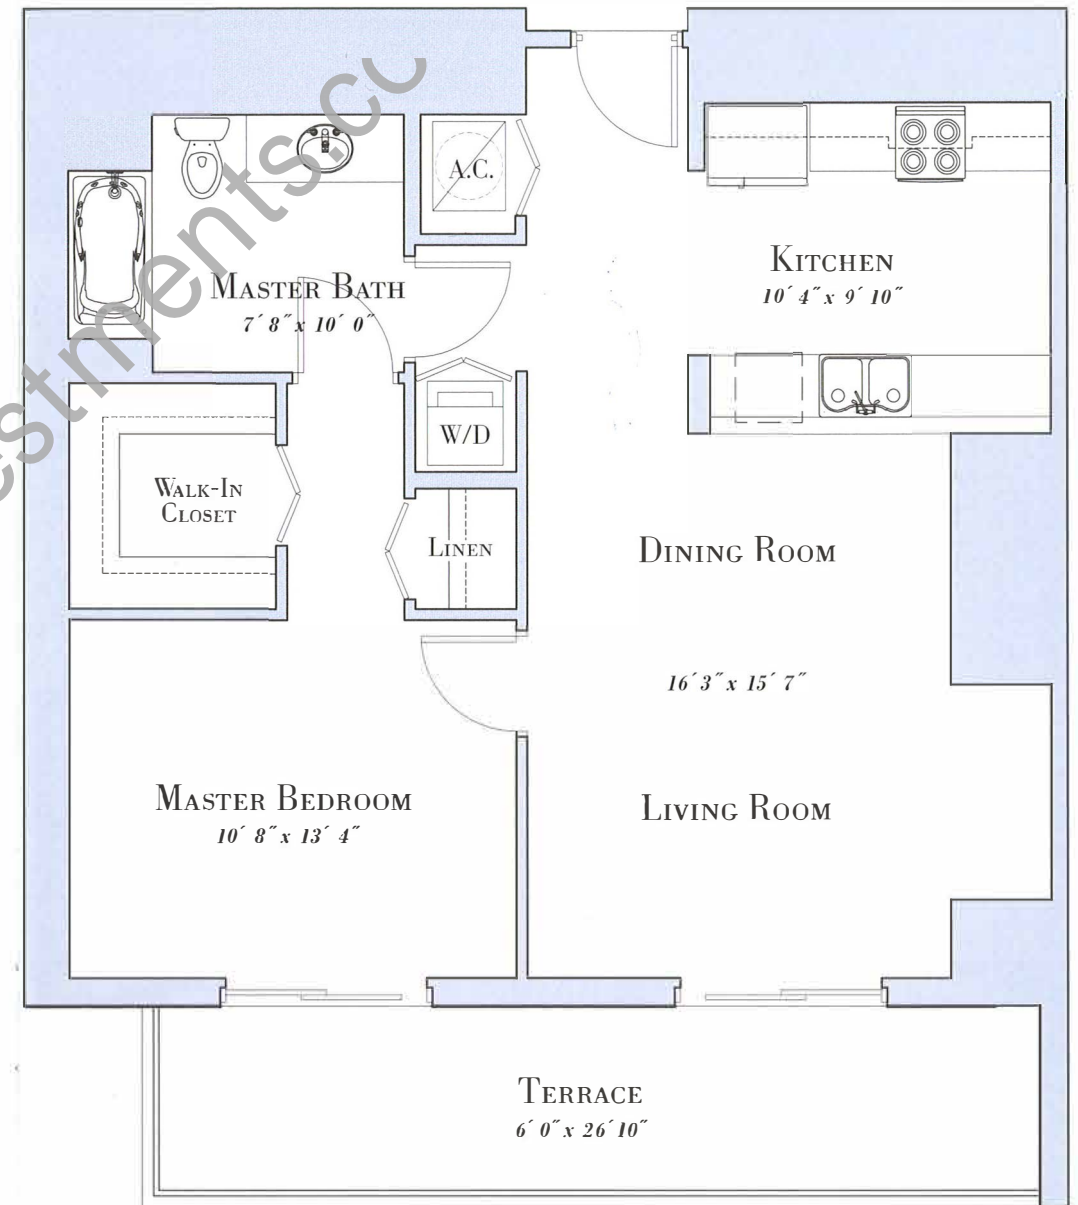 A.C.
KITCHEN
10´ 4˝ x 9´ 10˝
MASTER BATH
7´ 8˝ x 10´ 0˝
W/D
WALK-IN
CLOSET
LINEN
DINING ROOM
16´3˝ x 15´ 7˝
MASTER BEDROOM
10´ 8˝ x 13´ 4˝
LIVING ROOM
TERRACE
6´ 0˝ x 26´10˝